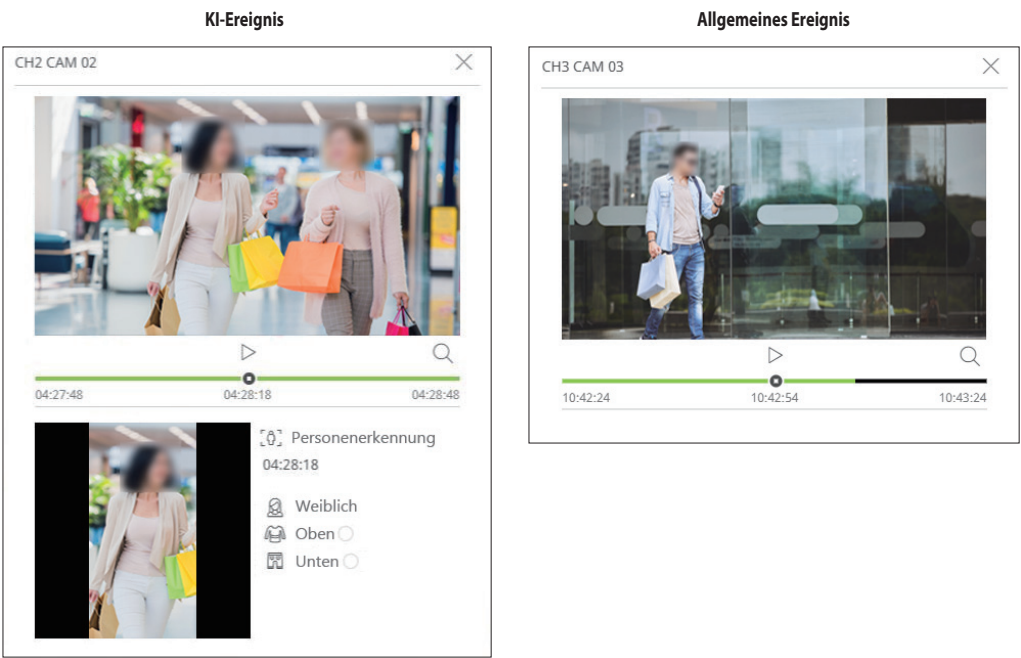 KI-Ereignis
CH2 CAM 02
04:27:48 04:28:18 04:28:48
Personenerkennung
04:28:18
Weiblich
Oben
Unten
Allgemeines Ereignis
CH3 CAM 03
10:42:24 10:42:54 10:43:24